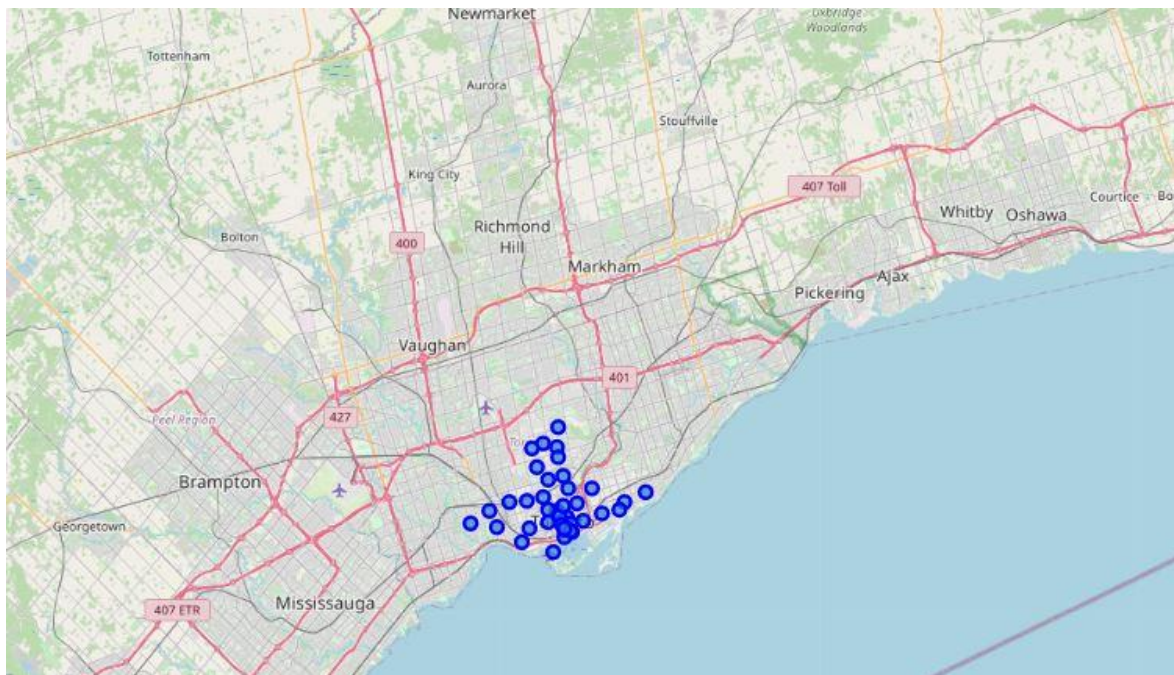 Newmarket
Uxbridge
Woodlands
Tottenham
Aurora
Stouffville
King City
407 Toll
Courtice
Whitby
Oshawa
Richmond
Hill
Bolton
400
Markham
Ajax
Pickering
Vaughan
401
427
Peel Region
Brampton
Georgetown
Mississauga
407 ETR